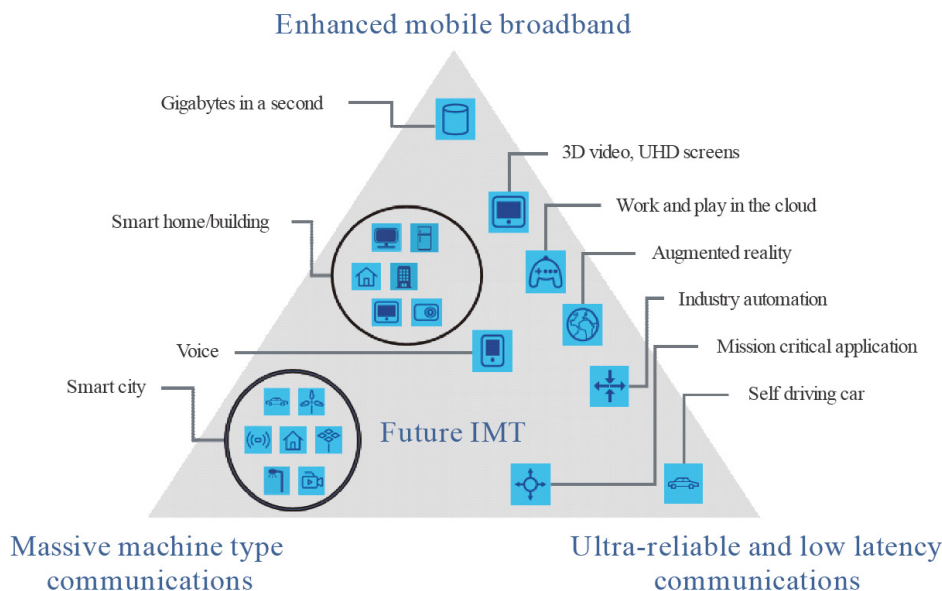 Enhanced mobile broadband
Gigabytes in a second
3D video, UHD screens
Smart home/building
Work and play in the cloud
Augmented reality
Industry automation
Voice
Mission critical application
Smart city
Self driving car
Future IMT
Massive machine type
communications
Ultra-reliable and low latency
communications